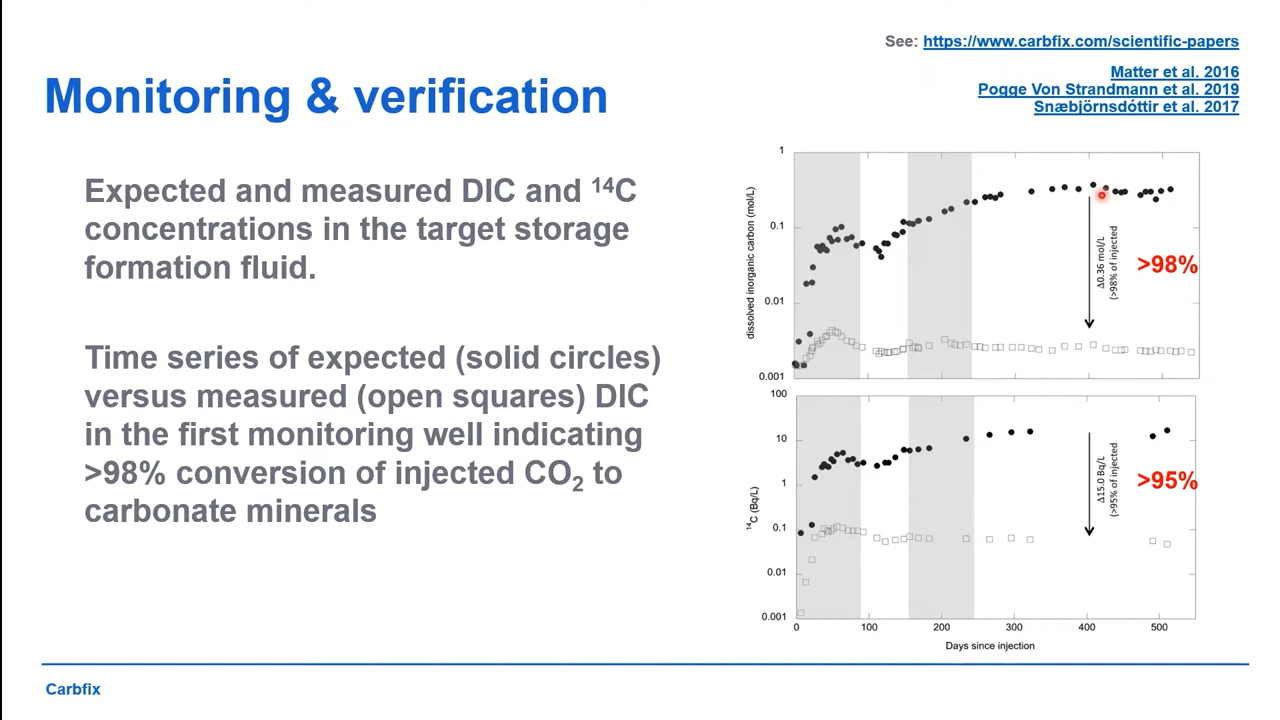 See: https://www.carbfix.com/scientific-papers
Matter et al. 2016
Pogge Von Strandmann et al. 2019
Snæbjörnsdóttir et al. 2017
Monitoring & verification
Expected and measured DIC and ¹⁴C
concentrations in the target storage
formation fluid.
Time series of expected (solid circles)
versus measured (open squares) DIC
in the first monitoring well indicating
>98% conversion of injected CO₂ to
carbonate minerals
dissolved inorganic carbon (mol/L)
1
0.1
0.01
0.001
Δ0.36 mol/L
(>98% of injected)
>98%
¹⁴C (Bq/L)
100
10
1
0.1
0.01
0.001
Δ15.0 Bq/L
(>95% of injected)
>95%
0 100 200 300 400 500
Days since injection
Carbfix